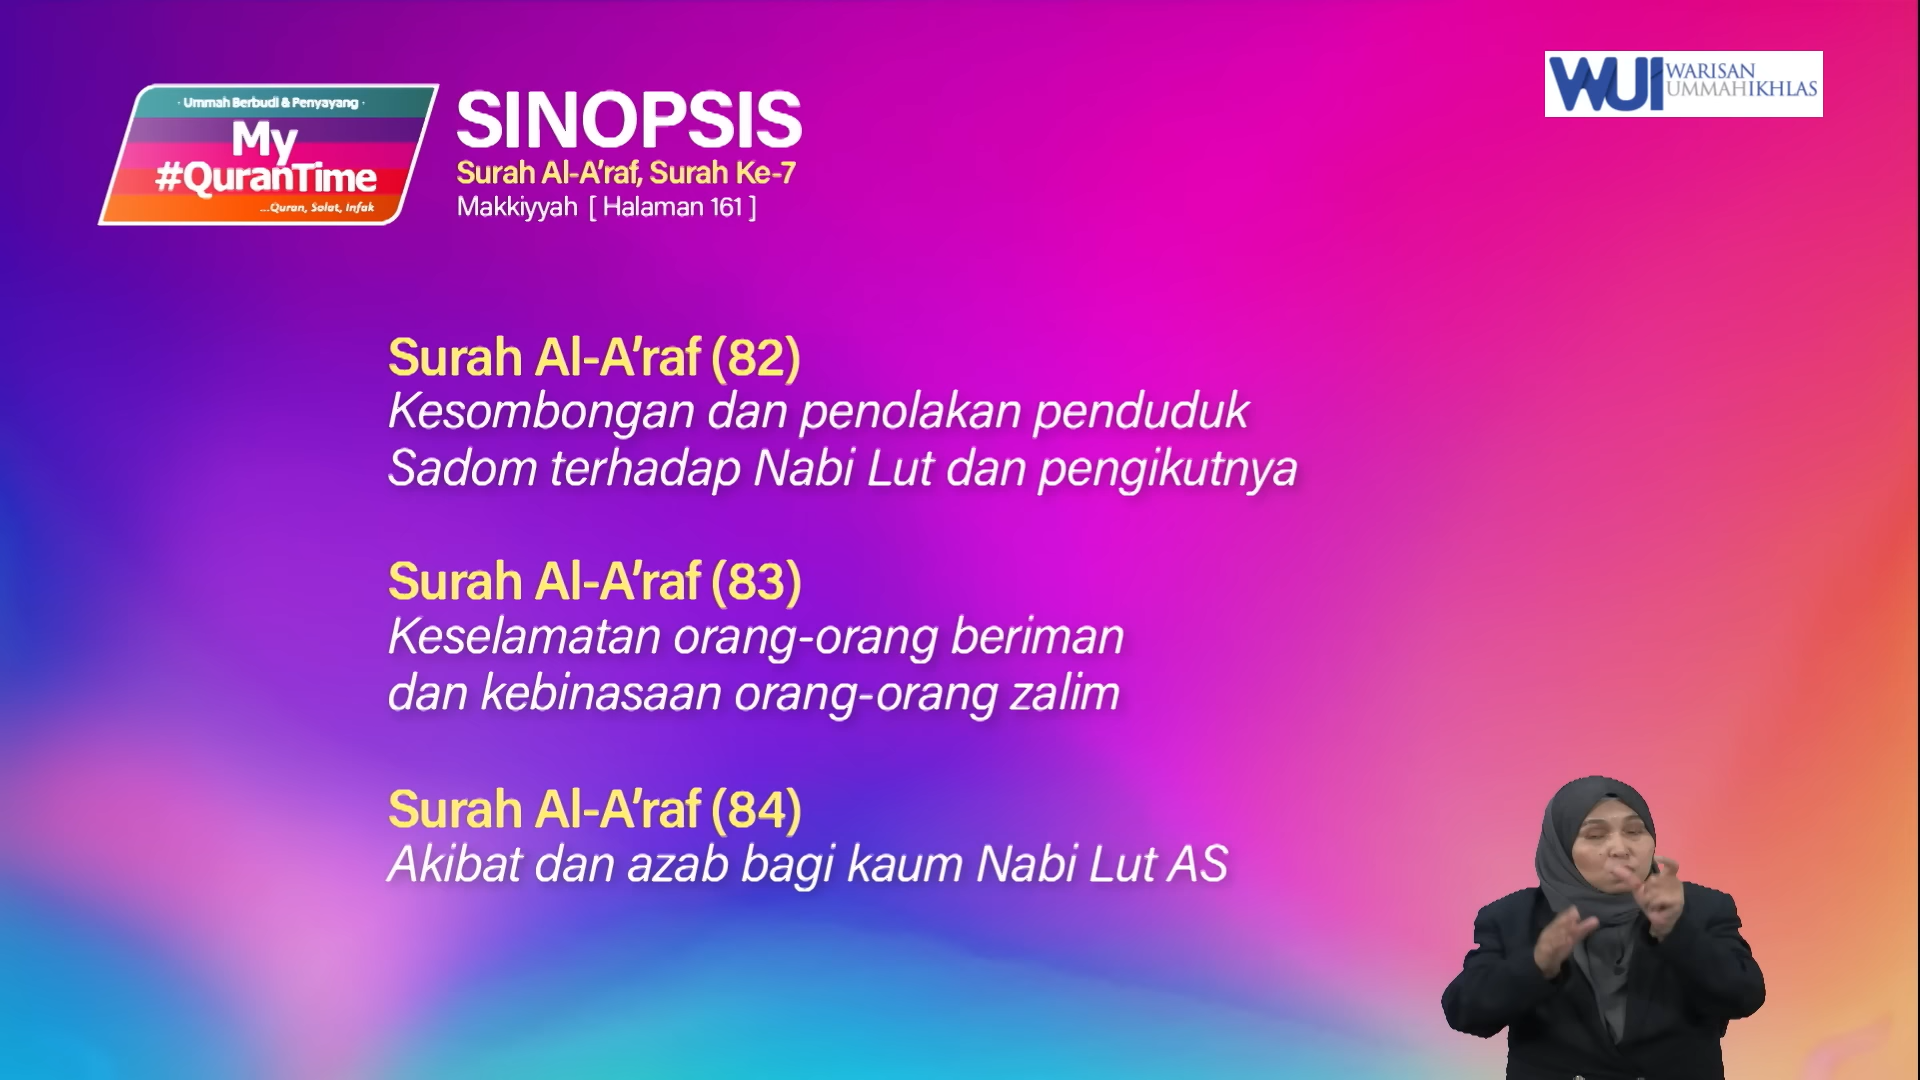 · Ummah Berbudi & Penyayang ·
My
#QuranTime
...Quran, Solat, Infak
SINOPSIS
Surah Al-A’raf, Surah Ke-7
Makkiyyah [ Halaman 161 ]
WUI WARISAN
UMMAH IKHLAS
Surah Al-A’raf (82)
Kesombongan dan penolakan penduduk
Sadom terhadap Nabi Lut dan pengikutnya
Surah Al-A’raf (83)
Keselamatan orang-orang beriman
dan kebinasaan orang-orang zalim
Surah Al-A’raf (84)
Akibat dan azab bagi kaum Nabi Lut AS